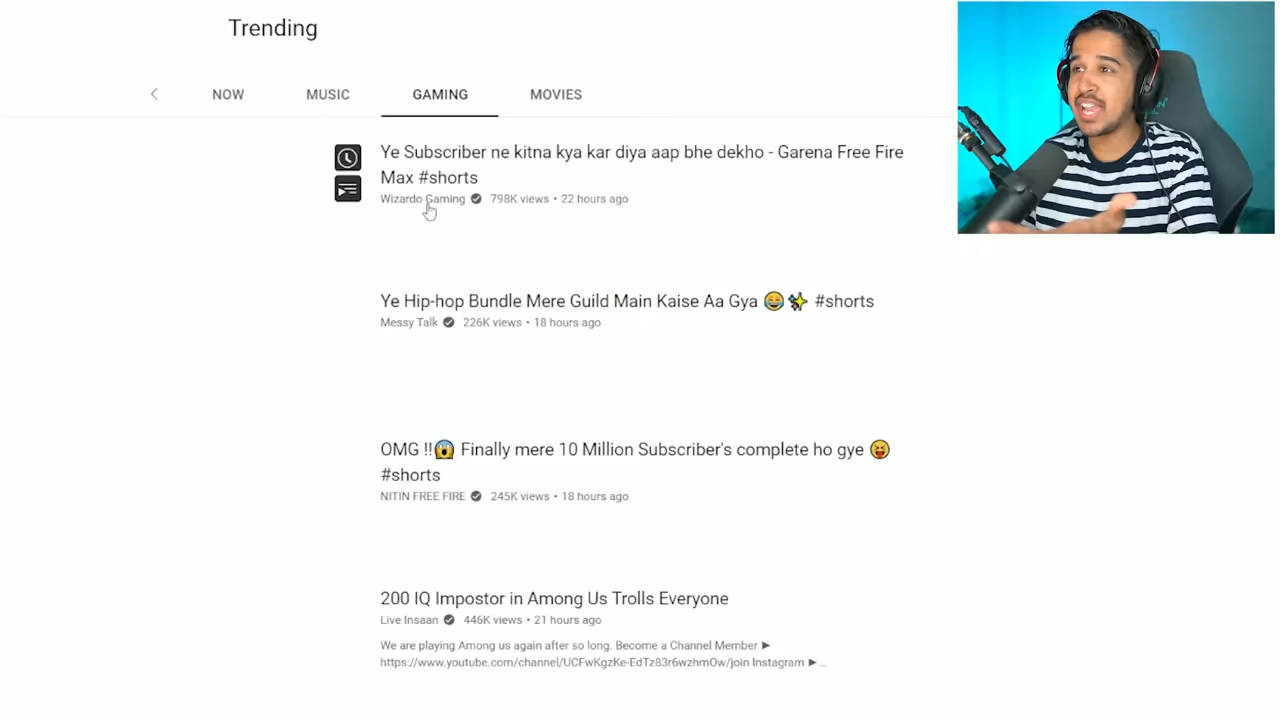 Trending
NOW
MUSIC
GAMING
MOVIES
Ye Subscriber ne kitna kya kar diya aap bhe dekho - Garena Free Fire
Max #shorts
Wizardo Gaming 798K views • 22 hours ago
Ye Hip-hop Bundle Mere Guild Main Kaise Aa Gya 😂✨ #shorts
Messy Talk 226K views • 18 hours ago
OMG !!😱 Finally mere 10 Million Subscriber's complete ho gye 😝
#shorts
NITIN FREE FIRE 245K views • 18 hours ago
200 IQ Impostor in Among Us Trolls Everyone
Live Insaan 446K views • 21 hours ago
We are playing Among us again after so long. Become a Channel Member ►
https://www.youtube.com/channel/UCFwKgzKe-EdTz83r6wzhmOw/join Instagram ► ...